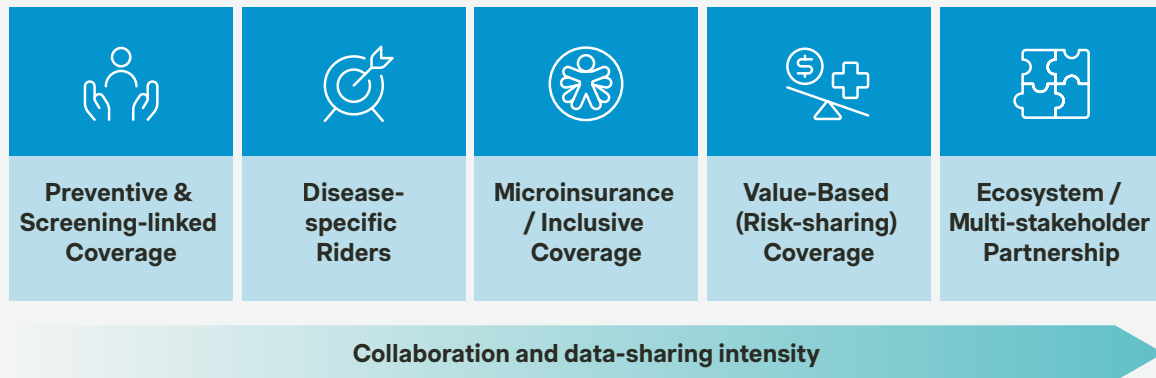 Preventive &
Screening-linked
Coverage
Disease-
specific
Riders
Microinsurance
/ Inclusive
Coverage
$
Value-Based
(Risk-sharing)
Coverage
Ecosystem /
Multi-stakeholder
Partnership
Collaboration and data-sharing intensity